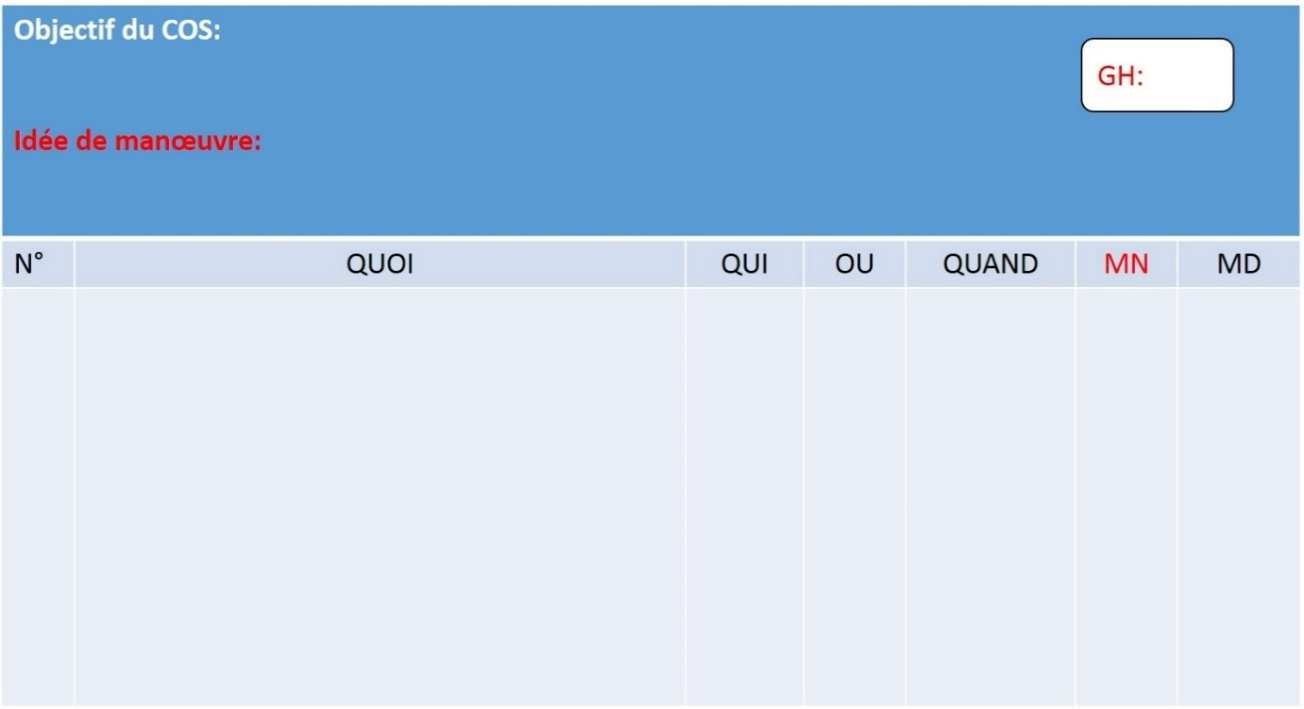 Objectif du COS:
GH:
Idée de manœuvre:
N° QUOI QUI OU QUAND MN MD